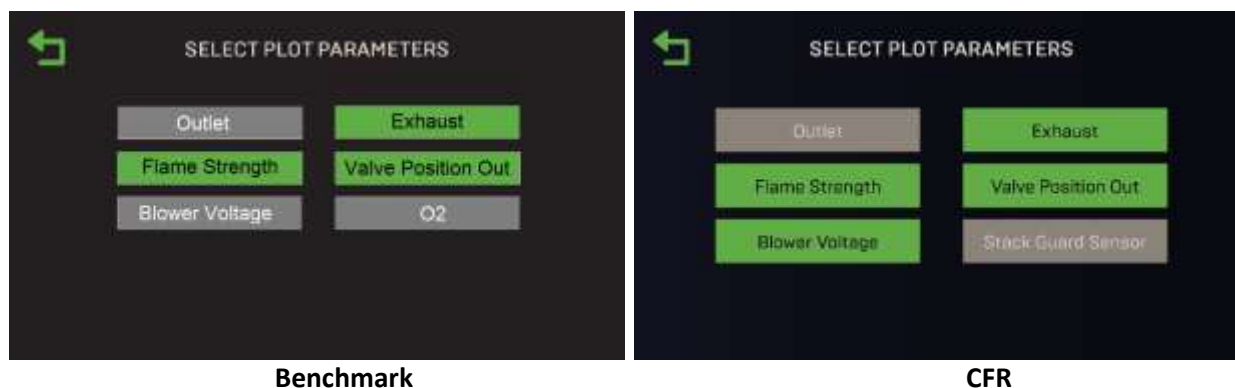 SELECT PLOT PARAMETERS
Outlet Exhaust
Flame Strength Valve Position Out
Blower Voltage O2
Benchmark
SELECT PLOT PARAMETERS
Outlet Exhaust
Flame Strength Valve Position Out
Blower Voltage Stack Guard Sensor
CFR